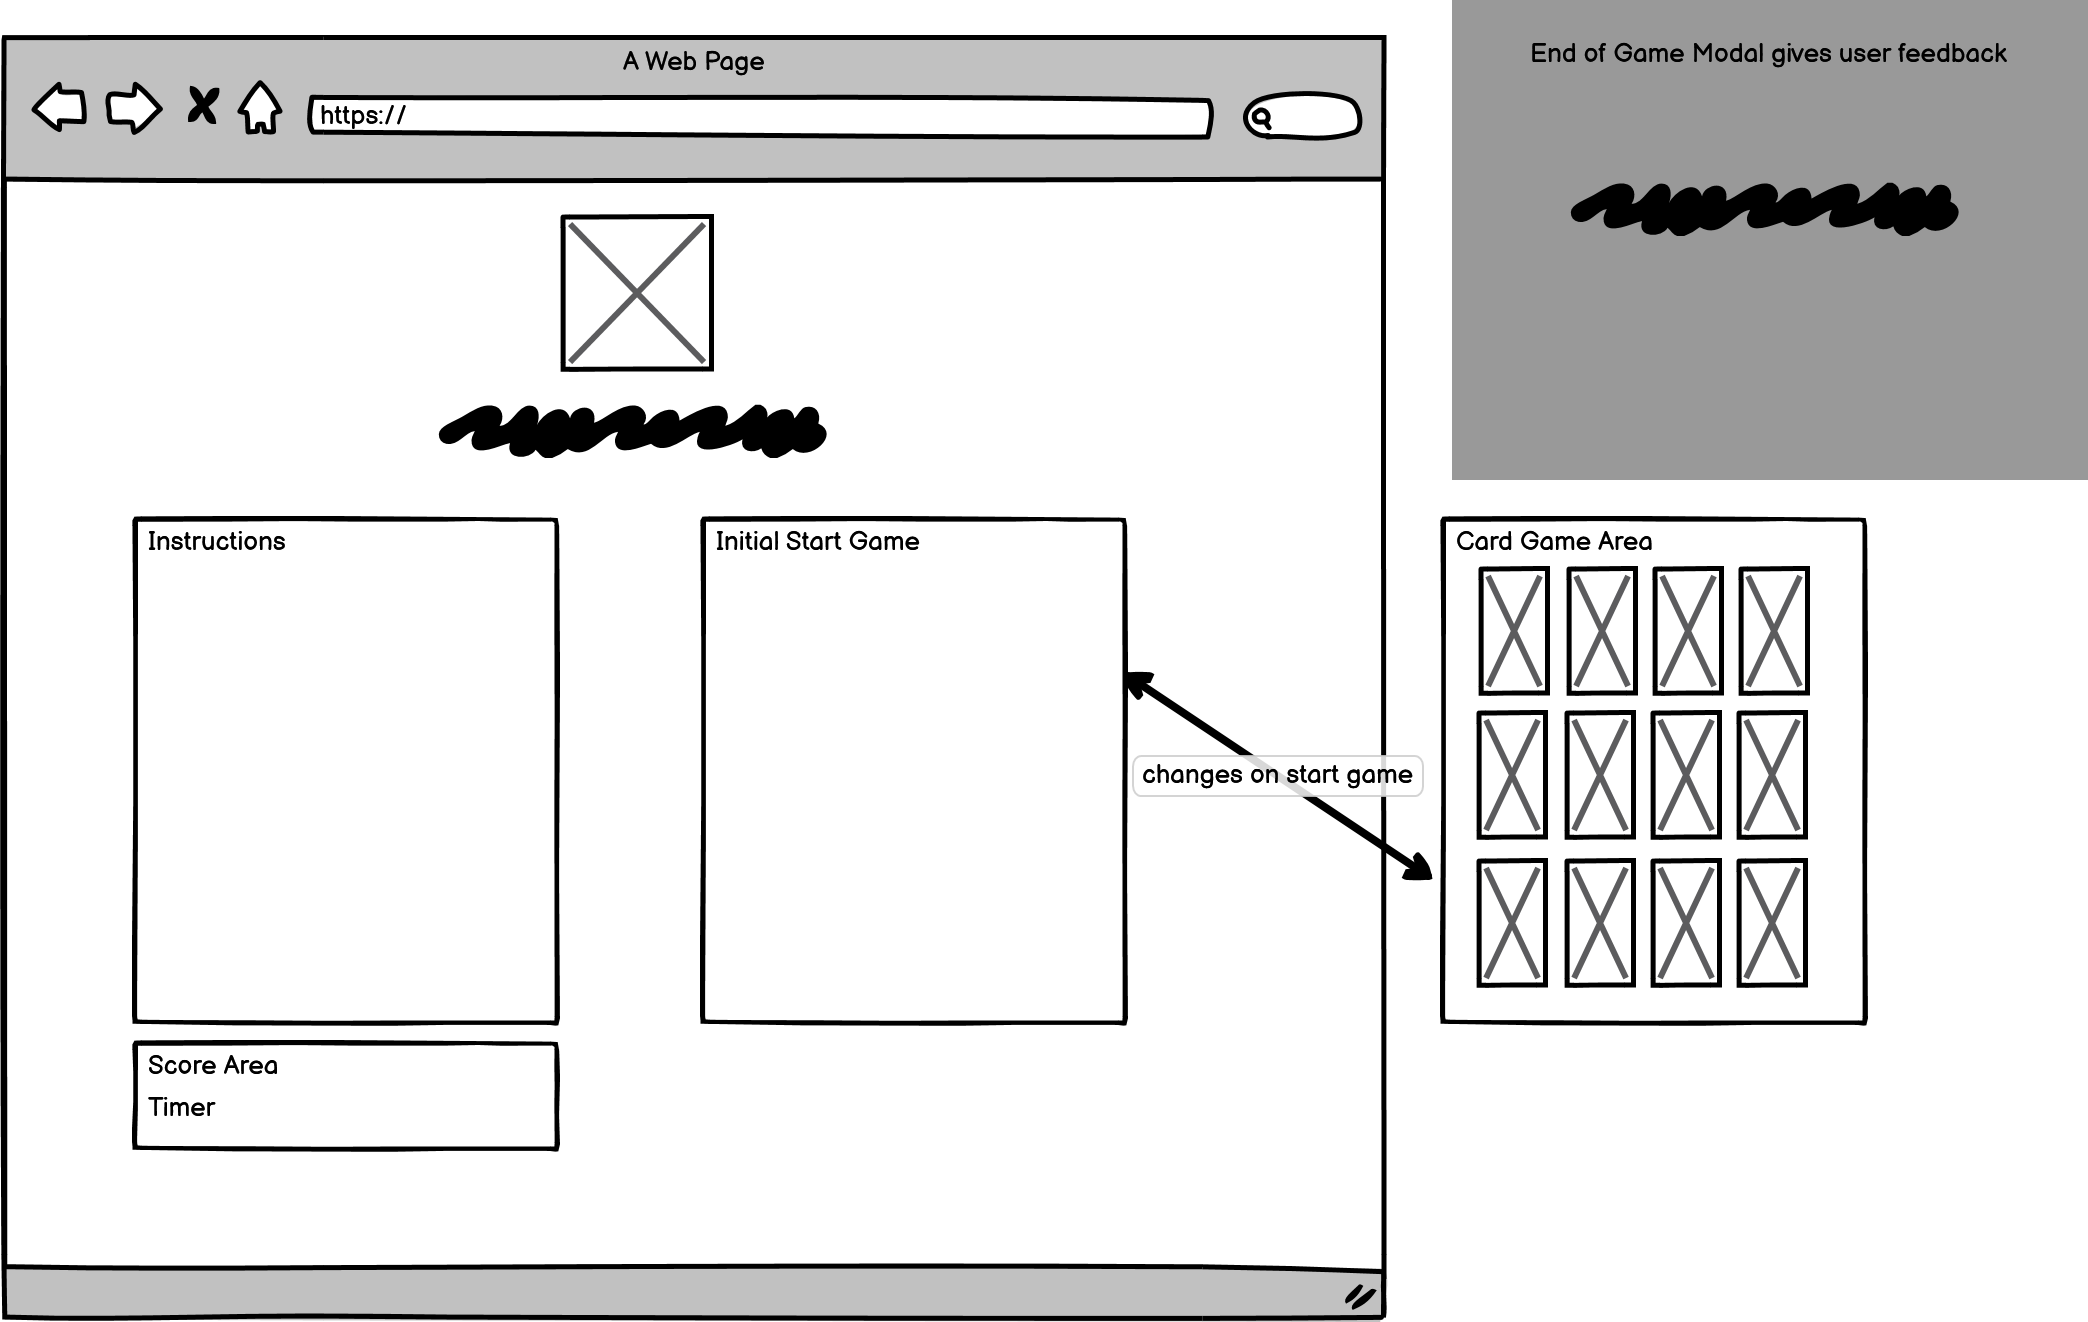 A Web Page
https://
End of Game Modal gives user feedback
Instructions
Initial Start Game
Card Game Area
changes on start game
Score Area
Timer